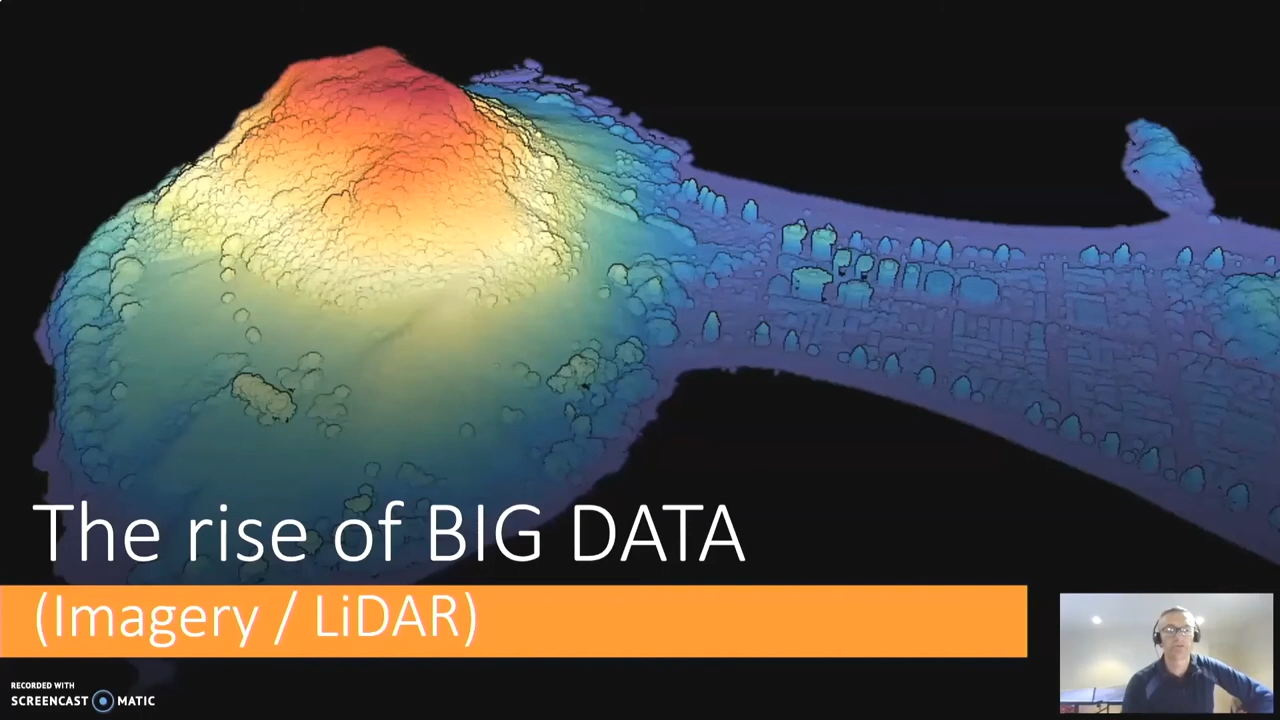 The rise of BIG DATA
(Imagery / LiDAR)
RECORDED WITH
SCREENCAST MATIC